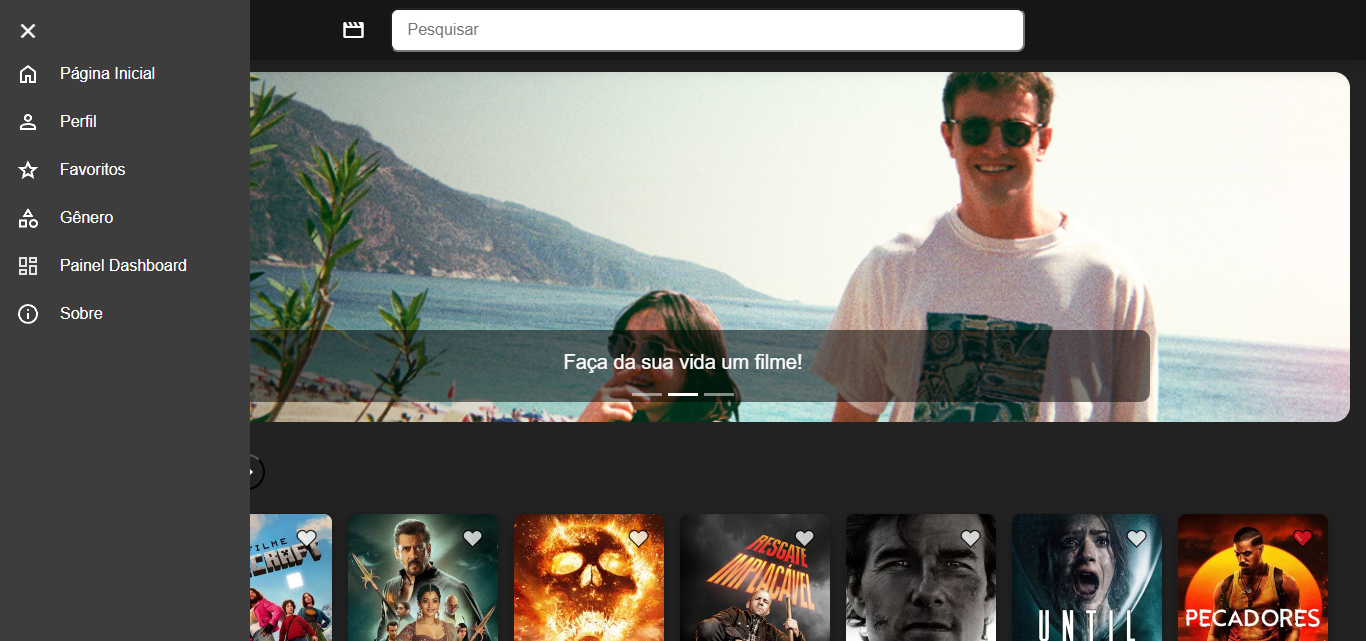 Pesquisar
Página Inicial
Perfil
Favoritos
Gênero
Painel Dashboard
Sobre
Faça da sua vida um filme!
FILME
RESGATE
IMPLACÁVEL
UNTIL
PECADORES